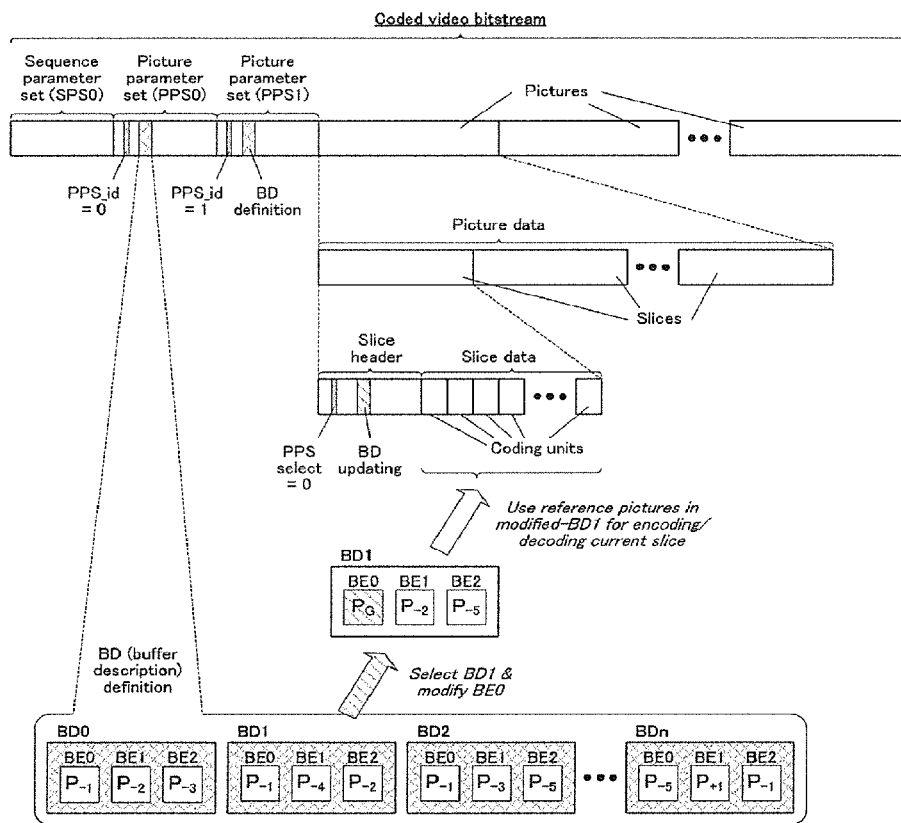 Coded video bitstream
Sequence parameter set (SPS0)
Picture parameter set (PPS0)
Picture parameter set (PPS1)
Pictures
PPS_id = 0
PPS_id = 1
BD definition
Picture data
Slices
Slice header
Slice data
PPS select = 0
BD updating
Coding units
Use reference pictures in
modified-BD1 for encoding/
decoding current slice
BD1
BE0 BE1 BE2
PG P-2 P-5
BD (buffer
description)
definition
Select BD1 &
modify BE0
BD0 BD1 BD2 BDn
BE0 BE1 BE2 BE0 BE1 BE2 BE0 BE1 BE2 BE0 BE1 BE2
P-1 P-2 P-3 P-1 P-4 P-2 P-1 P-3 P-5 P-5 P+1 P-1